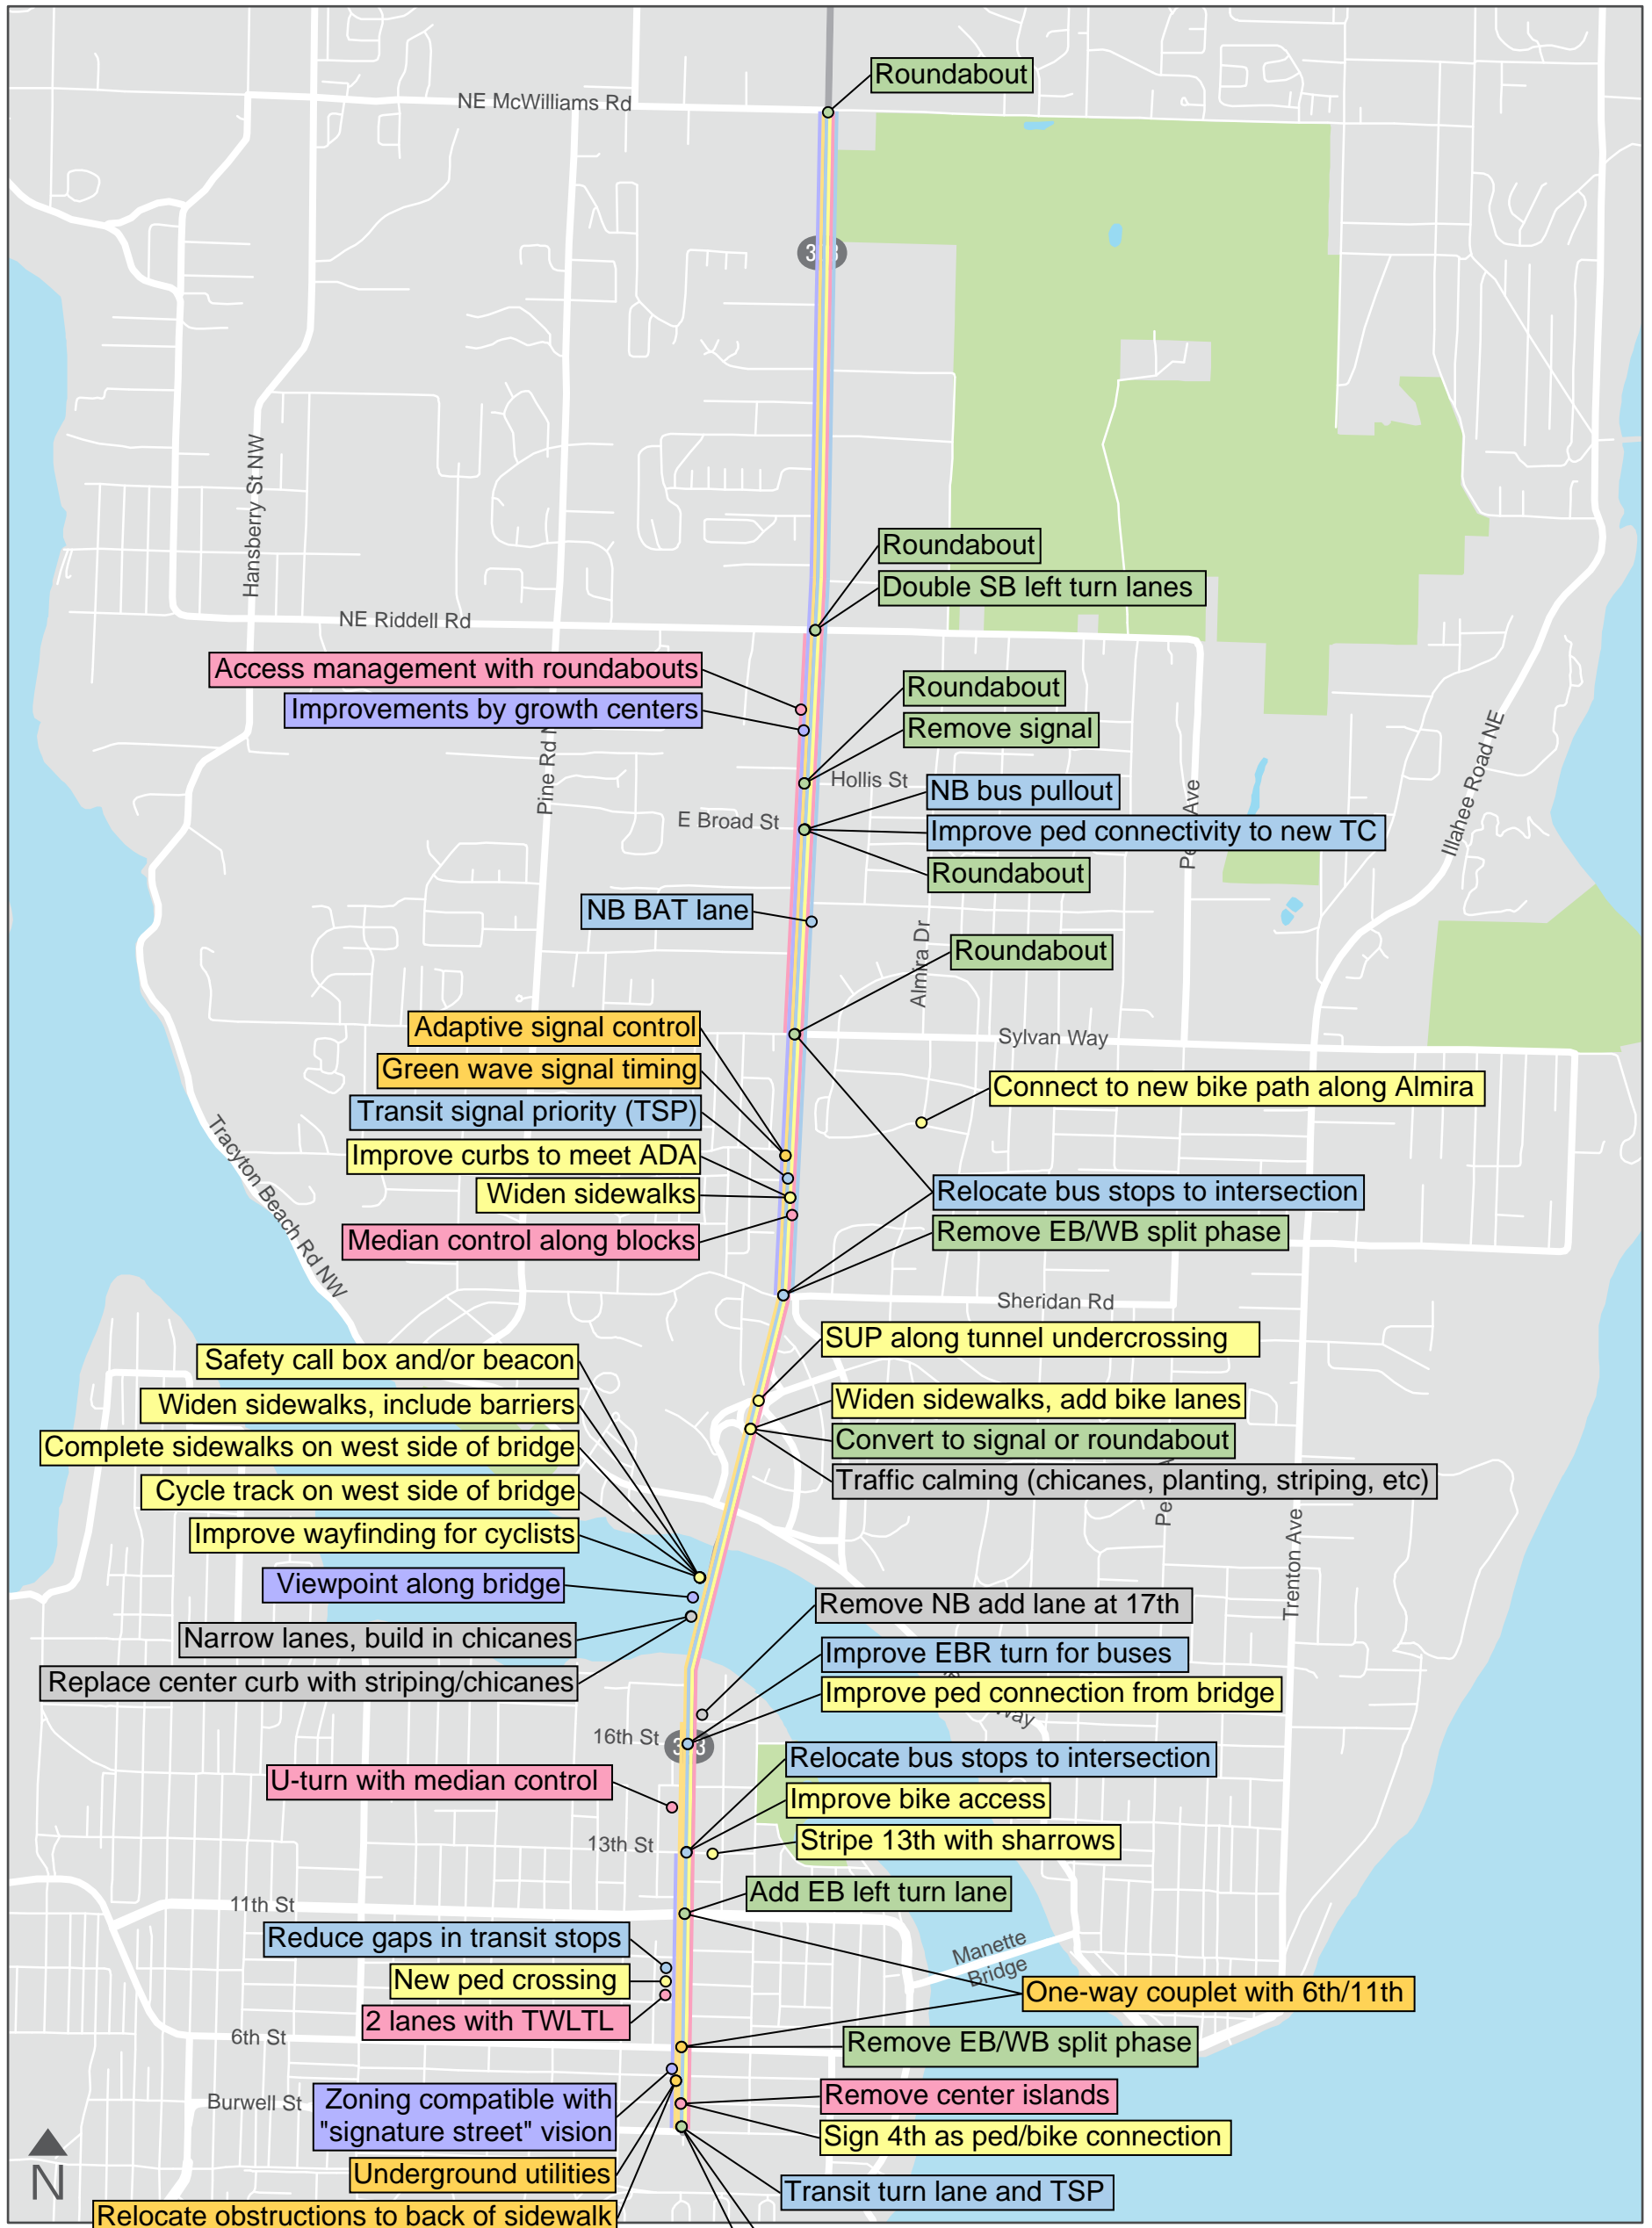 Roundabout
NE McWilliams Rd
Roundabout
Double SB left turn lanes
Hansberry St NW
NE Riddell Rd
Access management with roundabouts
Improvements by growth centers
Roundabout
Remove signal
Pine Rd
Hollis St
NB bus pullout
E Broad St
Improve ped connectivity to new TC
Ave
Illahee Road NE
Roundabout
NB BAT lane
Roundabout
Almira Dr
Adaptive signal control
Sylvan Way
Green wave signal timing
Connect to new bike path along Almira
Transit signal priority (TSP)
Improve curbs to meet ADA
Widen sidewalks
Relocate bus stops to intersection
Median control along blocks
Remove EB/WB split phase
Tracyton Beach Rd NW
Sheridan Rd
SUP along tunnel undercrossing
Safety call box and/or beacon
Widen sidewalks, include barriers
Widen sidewalks, add bike lanes
Complete sidewalks on west side of bridge
Convert to signal or roundabout
Traffic calming (chicanes, planting, striping, etc)
Cycle track on west side of bridge
Improve wayfinding for cyclists
Trenton Ave
Viewpoint along bridge
Remove NB add lane at 17th
Narrow lanes, build in chicanes
Improve EBR turn for buses
Replace center curb with striping/chicanes
Improve ped connection from bridge
Way
16th St
Relocate bus stops to intersection
U-turn with median control
Improve bike access
13th St
Stripe 13th with sharrows
Add EB left turn lane
11th St
Reduce gaps in transit stops
Manette
Bridge
New ped crossing
One-way couplet with 6th/11th
2 lanes with TWLTL
6th St
Remove EB/WB split phase
Burwell St
Zoning compatible with
"signature street" vision
Remove center islands
Sign 4th as ped/bike connection
Underground utilities
N
Transit turn lane and TSP
Relocate obstructions to back of sidewalk